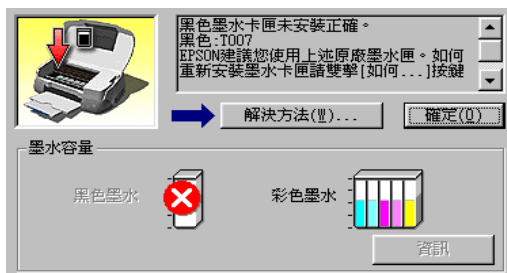 黑色墨水卡匣未安裝正確。
黑色:T007
EPSON建議您使用上述原廠墨水匣。如何
重新安裝墨水卡匣請雙擊[如何...]按鍵
解決方法(W)...
確定(O)
墨水容量
黑色墨水
彩色墨水
資訊